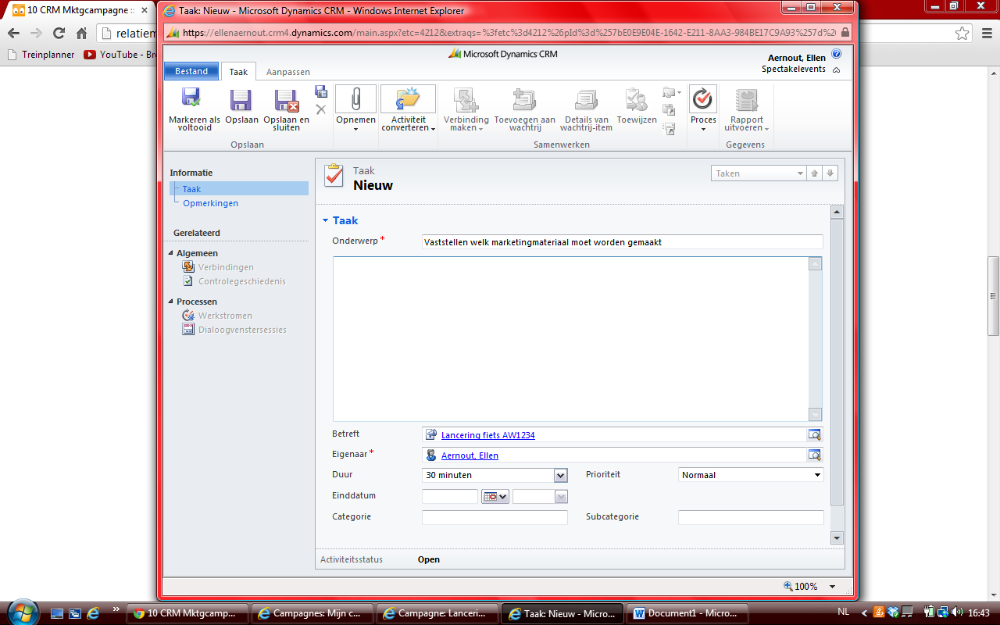 10 CRM Mktgcampagne ::
Taak: Nieuw - Microsoft Dynamics CRM - Windows Internet Explorer
relatiem
https://ellenaernout.crm4.dynamics.com/main.aspx?etc=4212&extraqs=%3fetc%3d4212%26pId%3d%257bE0E9E04E-1642-E211-8AA3-984BE17C9A93%257d%2
Treinplanner
YouTube - Bro
Microsoft Dynamics CRM
Aernout, Ellen
Spectakelevents
Bestand
Taak
Aanpassen
Markeren als voltooid
Opslaan
Opslaan en sluiten
Opnemen
Activiteit converteren
Verbinding maken
Toevoegen aan wachtrij
Details van wachtrij-item
Toewijzen
Proces
Rapport uitvoeren
Opslaan
Samenwerken
Gegevens
Informatie
Taak
Opmerkingen
Gerelateerd
Algemeen
Verbindingen
Controlegeschiedenis
Processen
Werkstromen
Dialoogvenstersessies
Taak
Nieuw
Taken
Taak
Onderwerp *
Vaststellen welk marketingmateriaal moet worden gemaakt
Betreft
Lancering fiets AW1234
Eigenaar *
Aernout, Ellen
Duur
30 minuten
Prioriteit
Normaal
Einddatum
Categorie
Subcategorie
Activiteitsstatus
Open
100%
10 CRM Mktgcamp...
Campagnes: Mijn c...
Campagne: Lanceri...
Taak: Nieuw - Micro...
Document1 - Micro...
NL
16:43